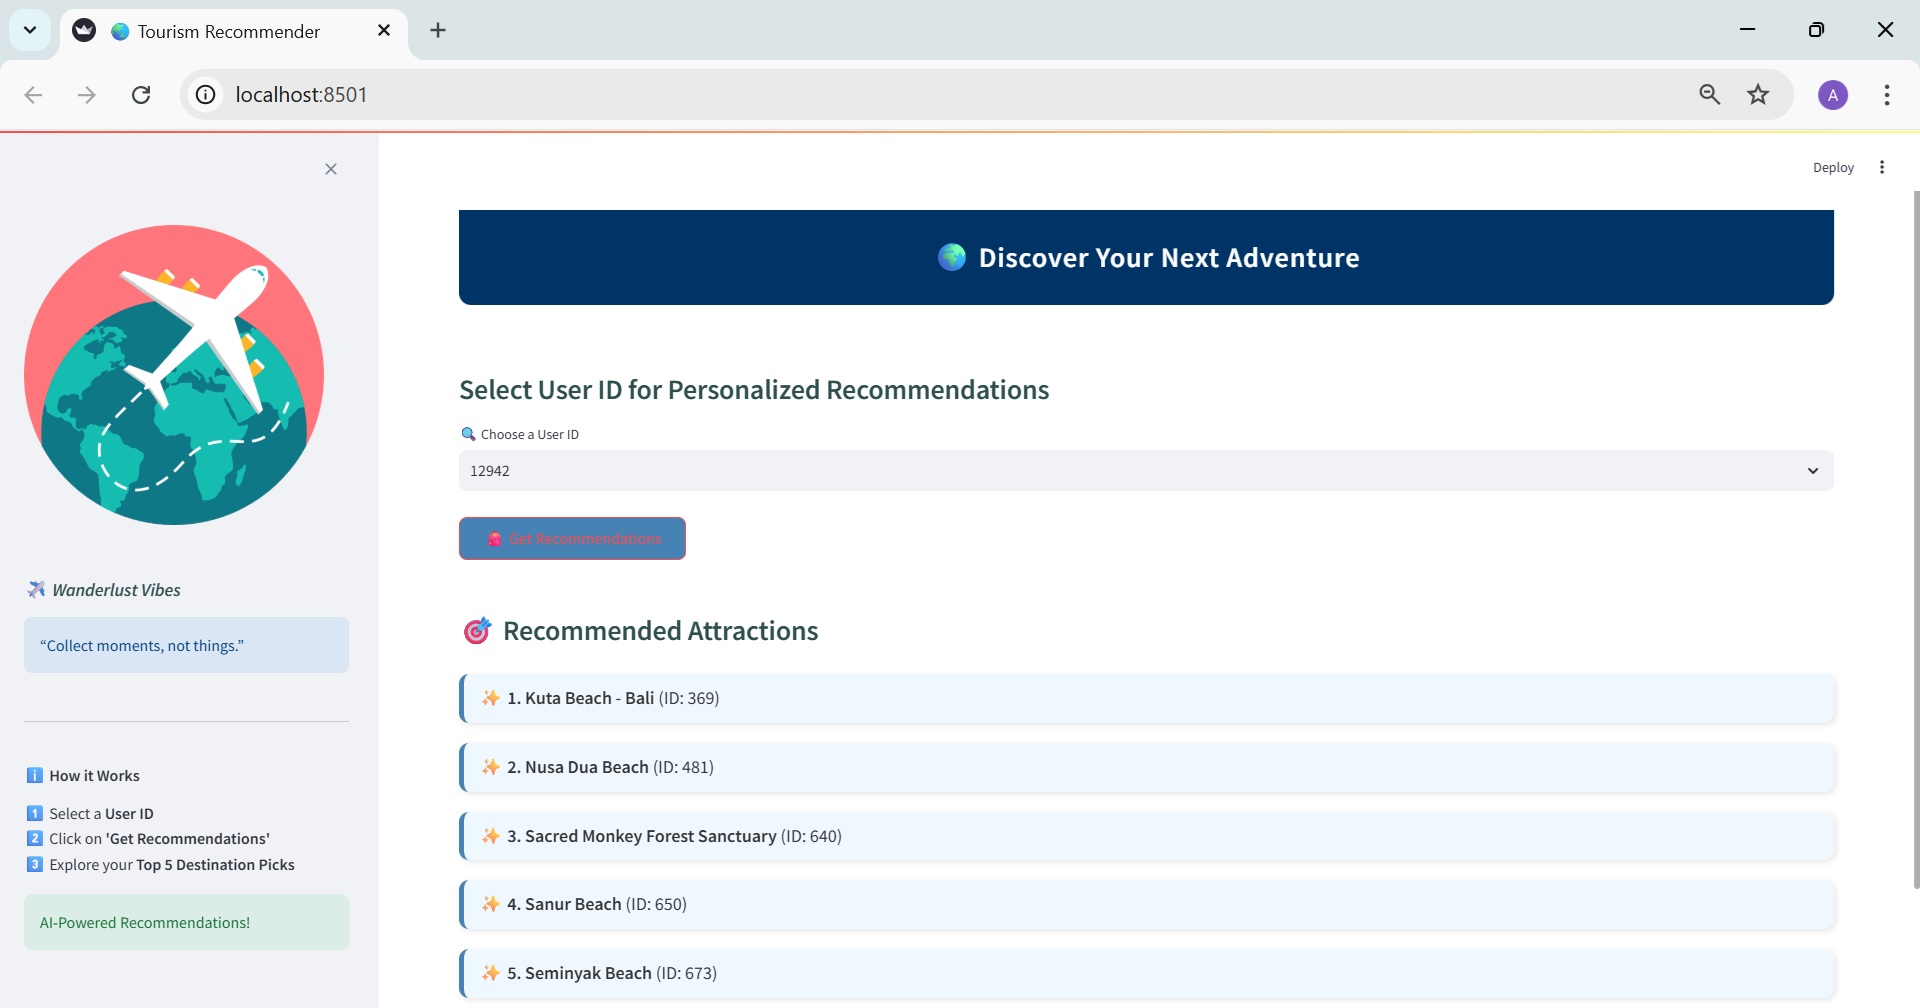 Tourism Recommender
localhost:8501
A
Deploy
Discover Your Next Adventure
Select User ID for Personalized Recommendations
Choose a User ID
12942
Get Recommendations
Recommended Attractions
1. Kuta Beach - Bali (ID: 369)
2. Nusa Dua Beach (ID: 481)
3. Sacred Monkey Forest Sanctuary (ID: 640)
4. Sanur Beach (ID: 650)
5. Seminyak Beach (ID: 673)
Wanderlust Vibes
“Collect moments, not things.”
i How it Works
1 Select a User ID
2 Click on 'Get Recommendations'
3 Explore your Top 5 Destination Picks
AI-Powered Recommendations!